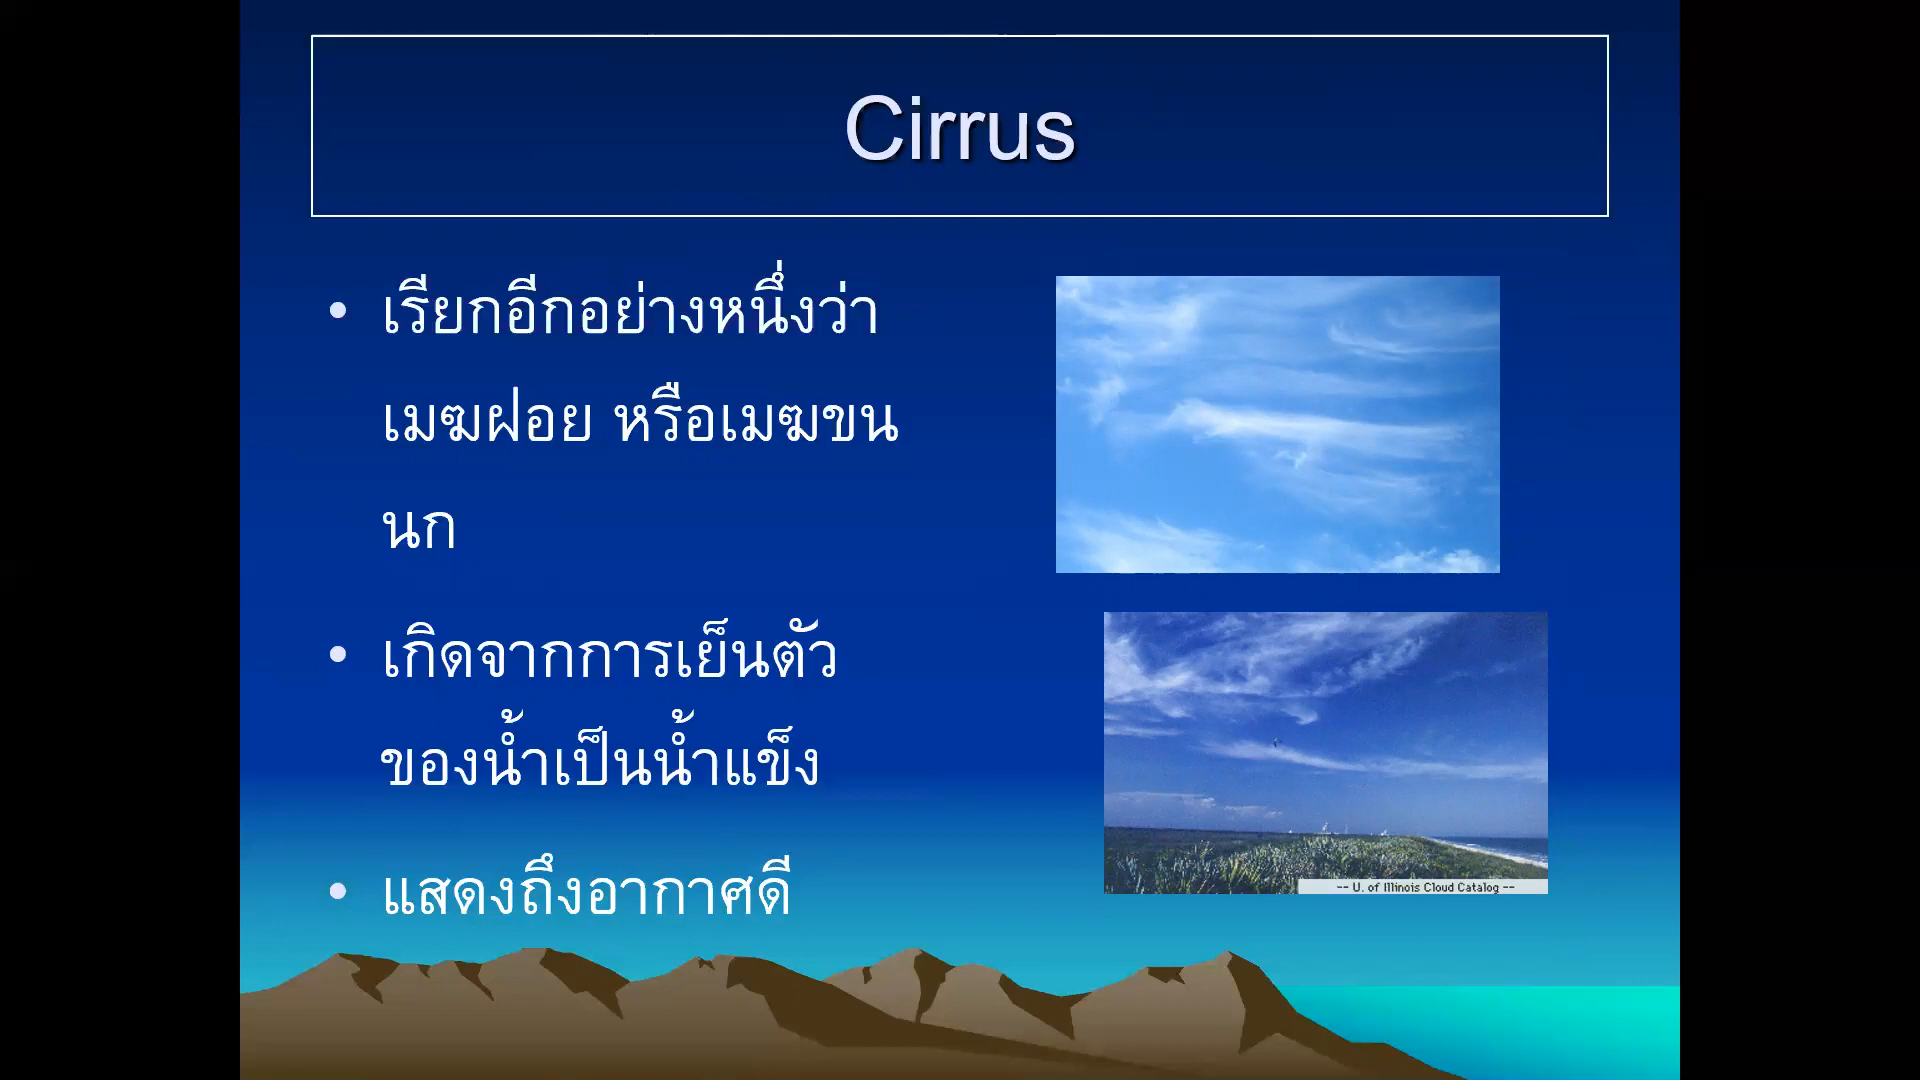 Cirrus
• เรียกอีกอย่างหนึ่งว่า
เมฆฝอย หรือเมฆขน
นก
• เกิดจากการเย็นตัว
ของน้ำเป็นน้ำแข็ง
• แสดงถึงอากาศดี
-- U. of Illinois Cloud Catalog --